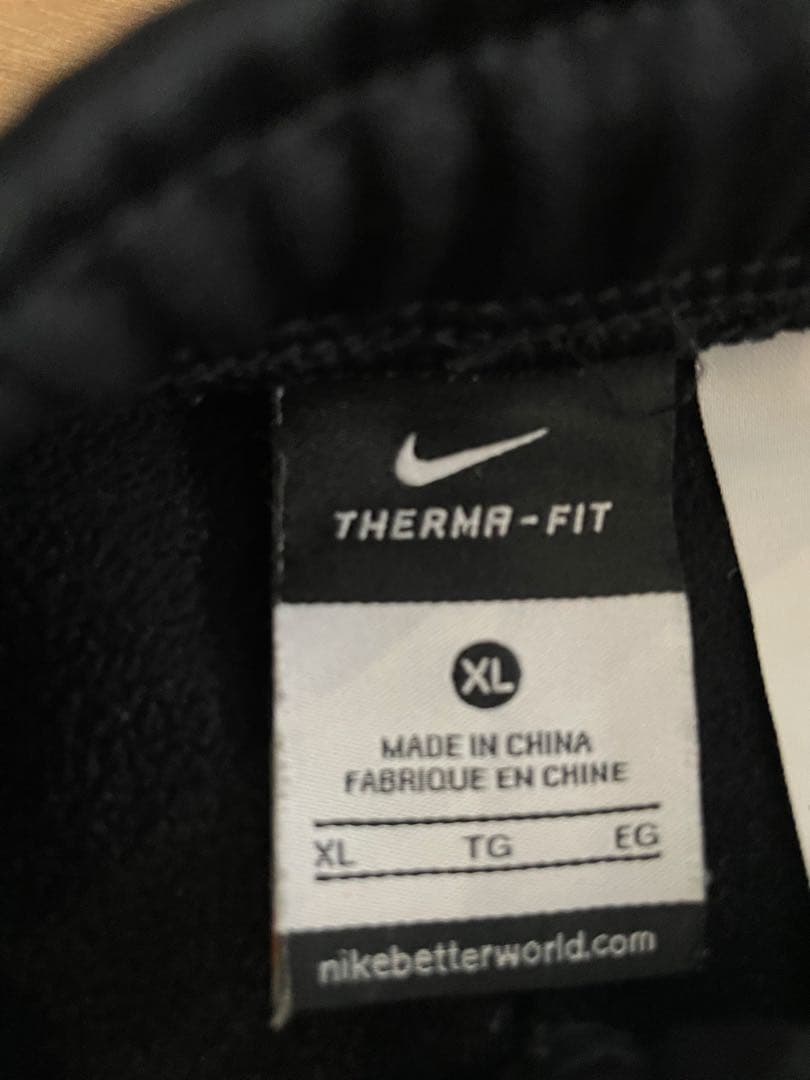 THERMA-FIT
XL
MADE IN CHINA
FABRIQUE EN CHINE
XL TG EG
nikebetterworld.com